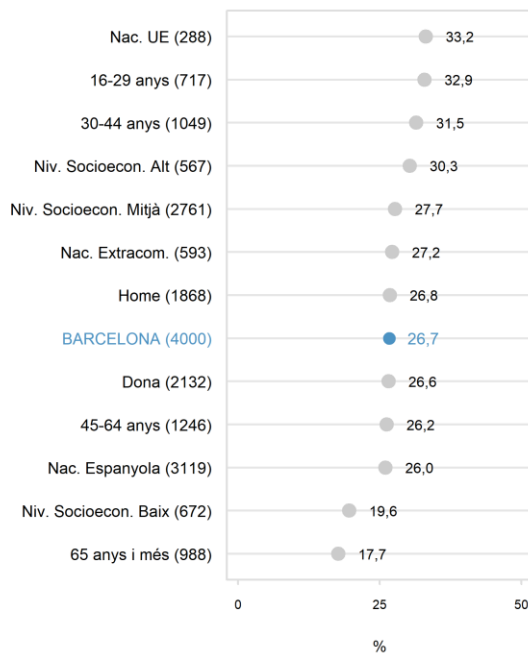 Nac. UE (288) 33,2
16-29 anys (717) 32,9
30-44 anys (1049) 31,5
Niv. Socioecon. Alt (567) 30,3
Niv. Socioecon. Mitjà (2761) 27,7
Nac. Extracom. (593) 27,2
Home (1868) 26,8
BARCELONA (4000) 26,7
Dona (2132) 26,6
45-64 anys (1246) 26,2
Nac. Espanyola (3119) 26,0
Niv. Socioecon. Baix (672) 19,6
65 anys i més (988) 17,7
0 25 50
%